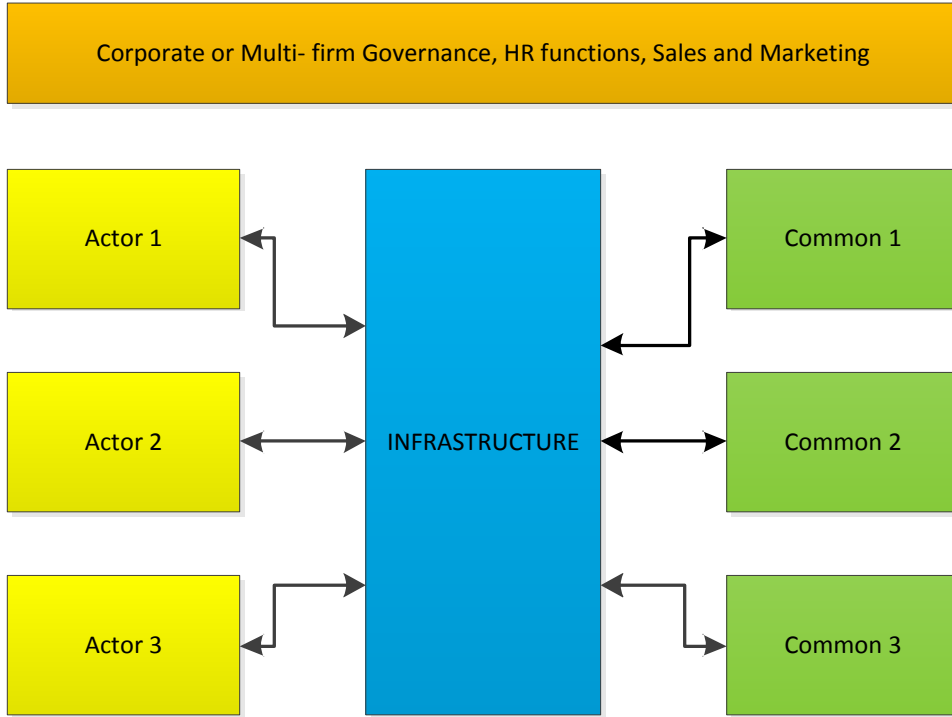 Corporate or Multi- firm Governance, HR functions, Sales and Marketing
Actor 1
Common 1
Actor 2
INFRASTRUCTURE
Common 2
Actor 3
Common 3